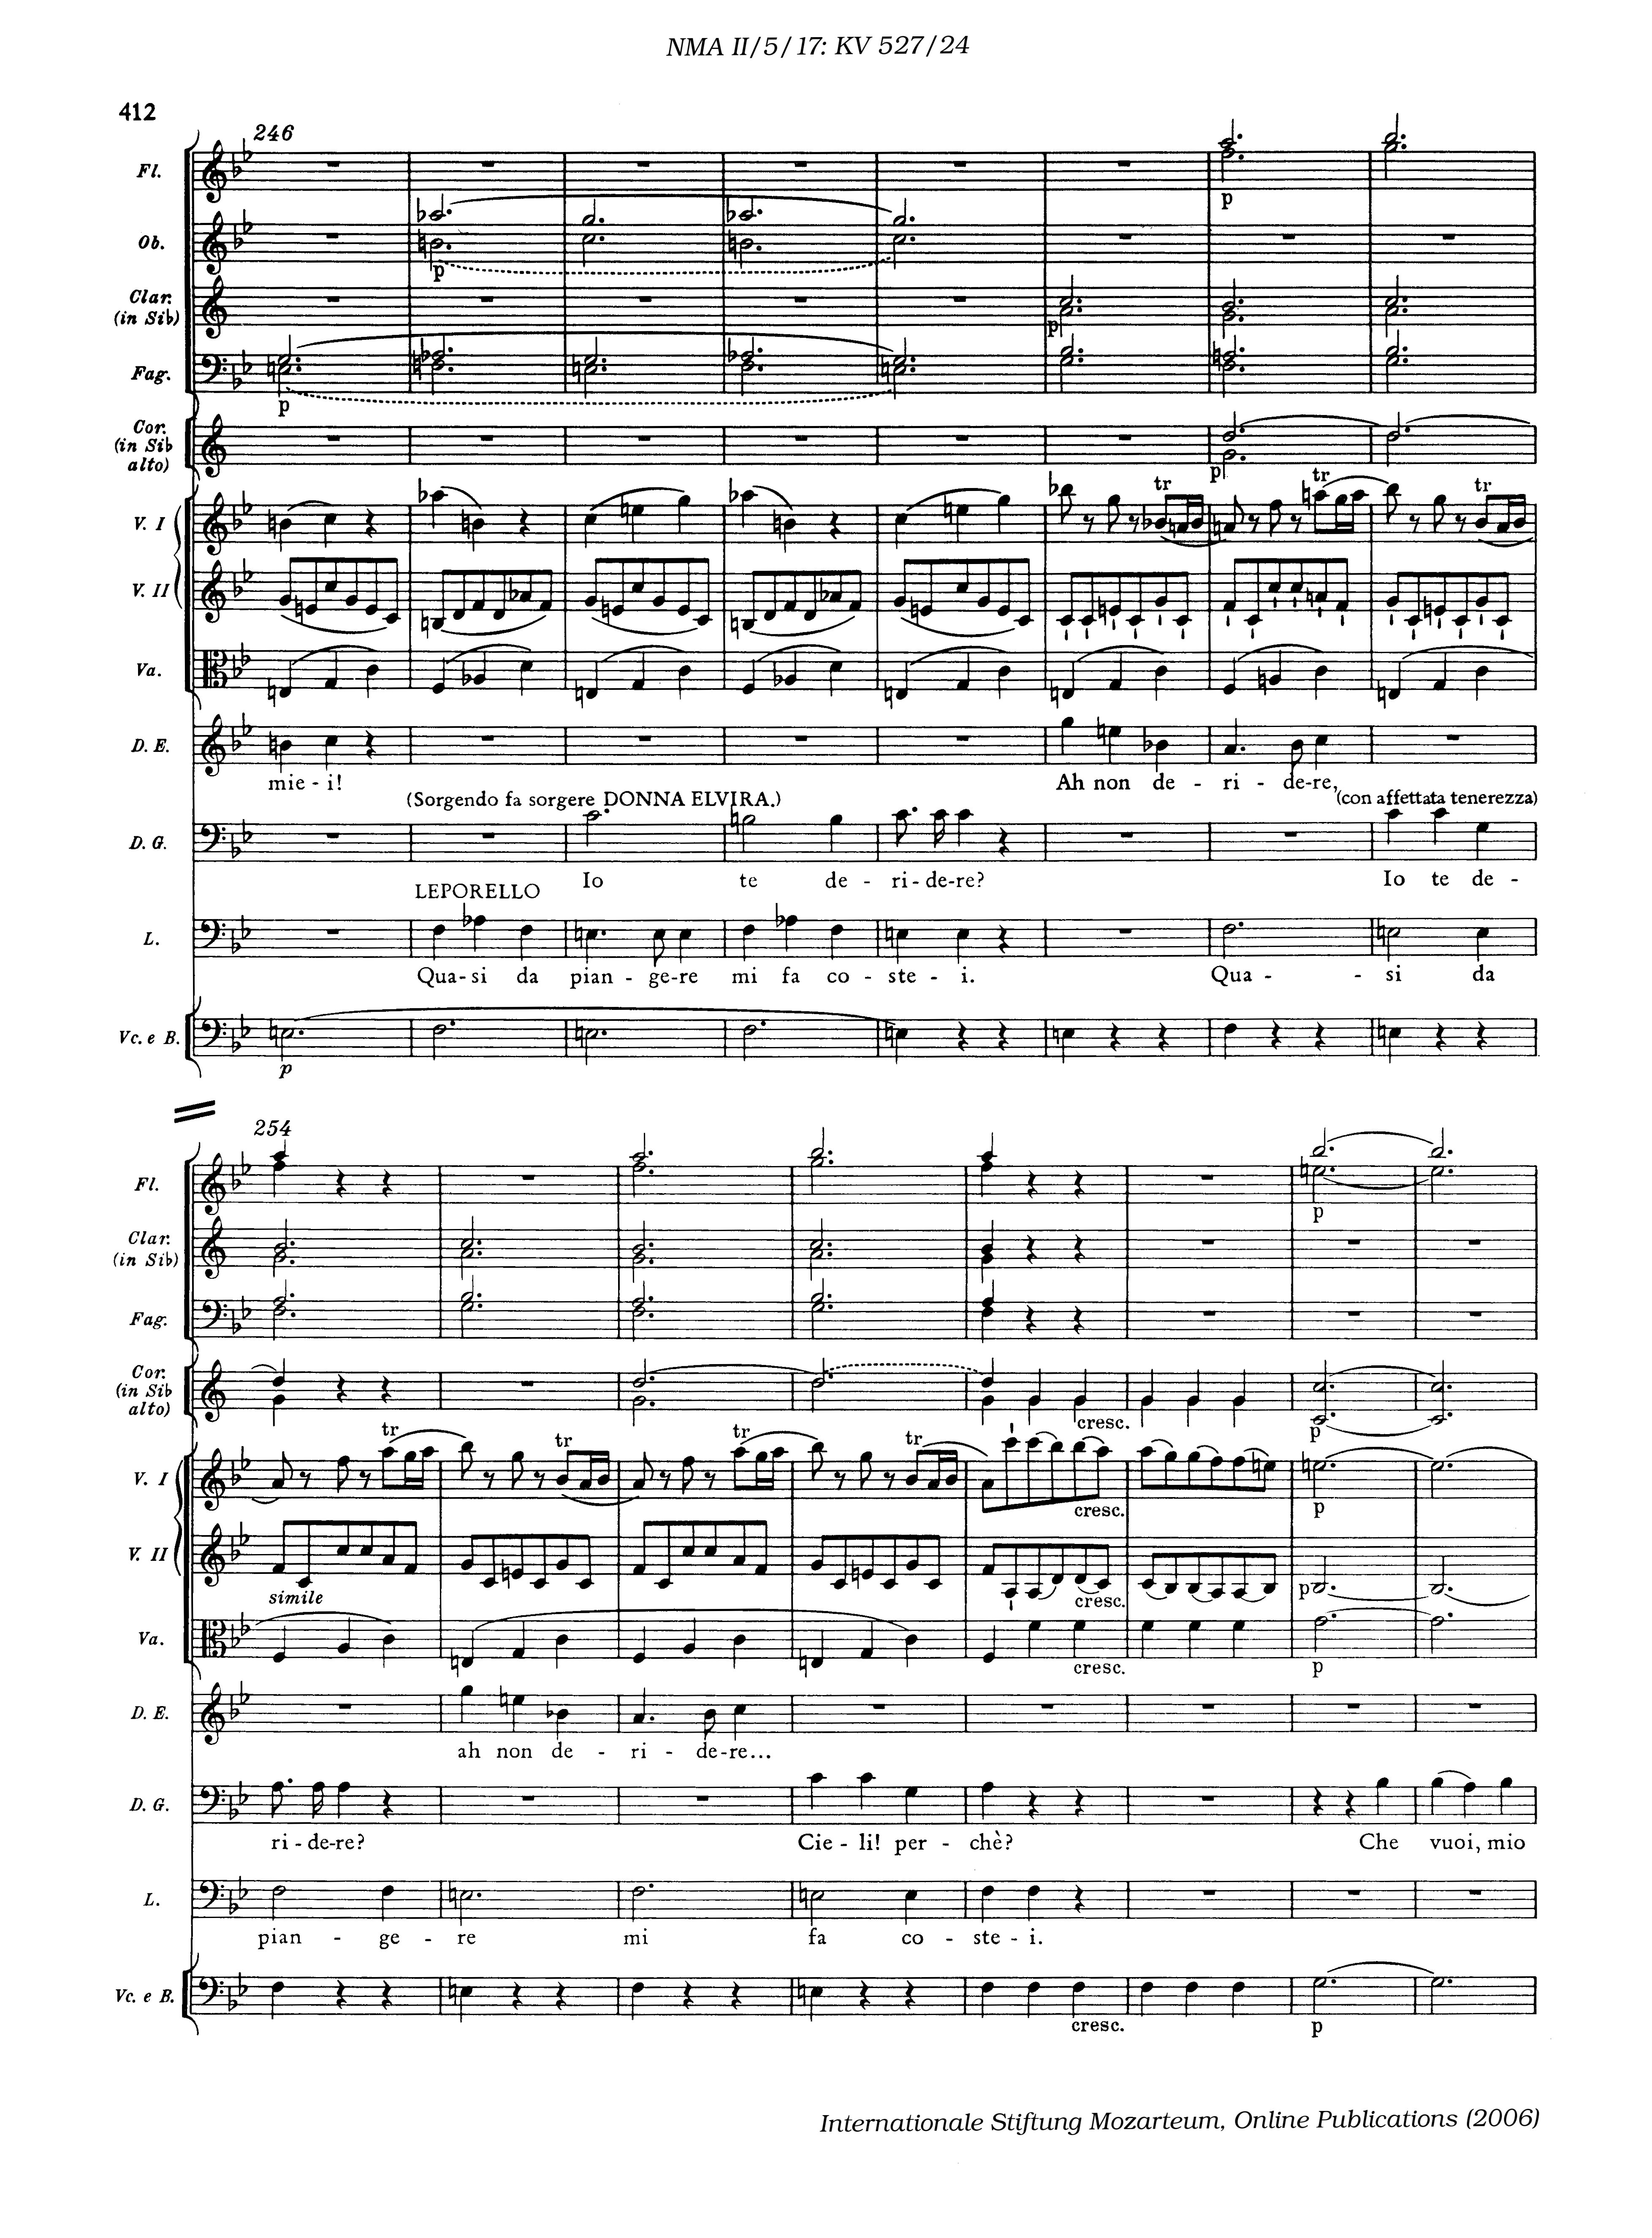 NMA II/5/17: KV 527/24
412
246
Fl.
p
Ob.
p
Clar.
(in Sib)
p
Fag.
p
Cor.
(in Sib
alto)
p
tr tr tr
V. I
V. II
Va.
D. E.
mie - i! Ah non de - ri - de-re,
(Sorgendo fa sorgere DONNA ELVIRA.) (con affettata tenerezza)
D. G.
Io te de - ri - de-re? Io te de -
LEPORELLO
L.
Qua-si da pian - ge-re mi fa co - ste - i. Qua - - si da
Vc. e B.
p
254
Fl.
p
Clar.
(in Sib)
Fag.
Cor.
(in Sib
alto)
cresc. p
tr tr tr tr
V. I
cresc. p
V. II
simile cresc. p
Va.
cresc. p
D. E.
ah non de - ri - de-re...
D. G.
ri - de-re? Cie - li! per - chè? Che vuoi, mio
L.
pian - ge - re mi fa co - ste - i.
Vc. e B.
cresc. p
Internationale Stiftung Mozarteum, Online Publications (2006)